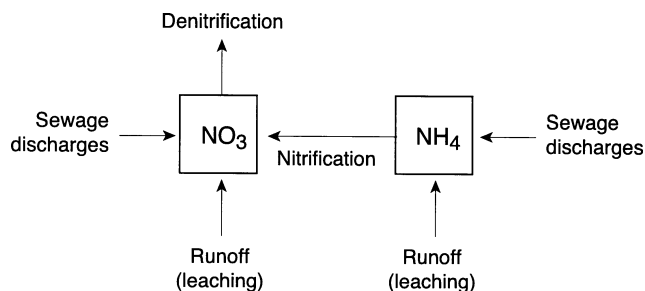 Denitrification
Sewage
discharges
NO₃
Nitrification
NH₄
Sewage
discharges
Runoff
(leaching)
Runoff
(leaching)